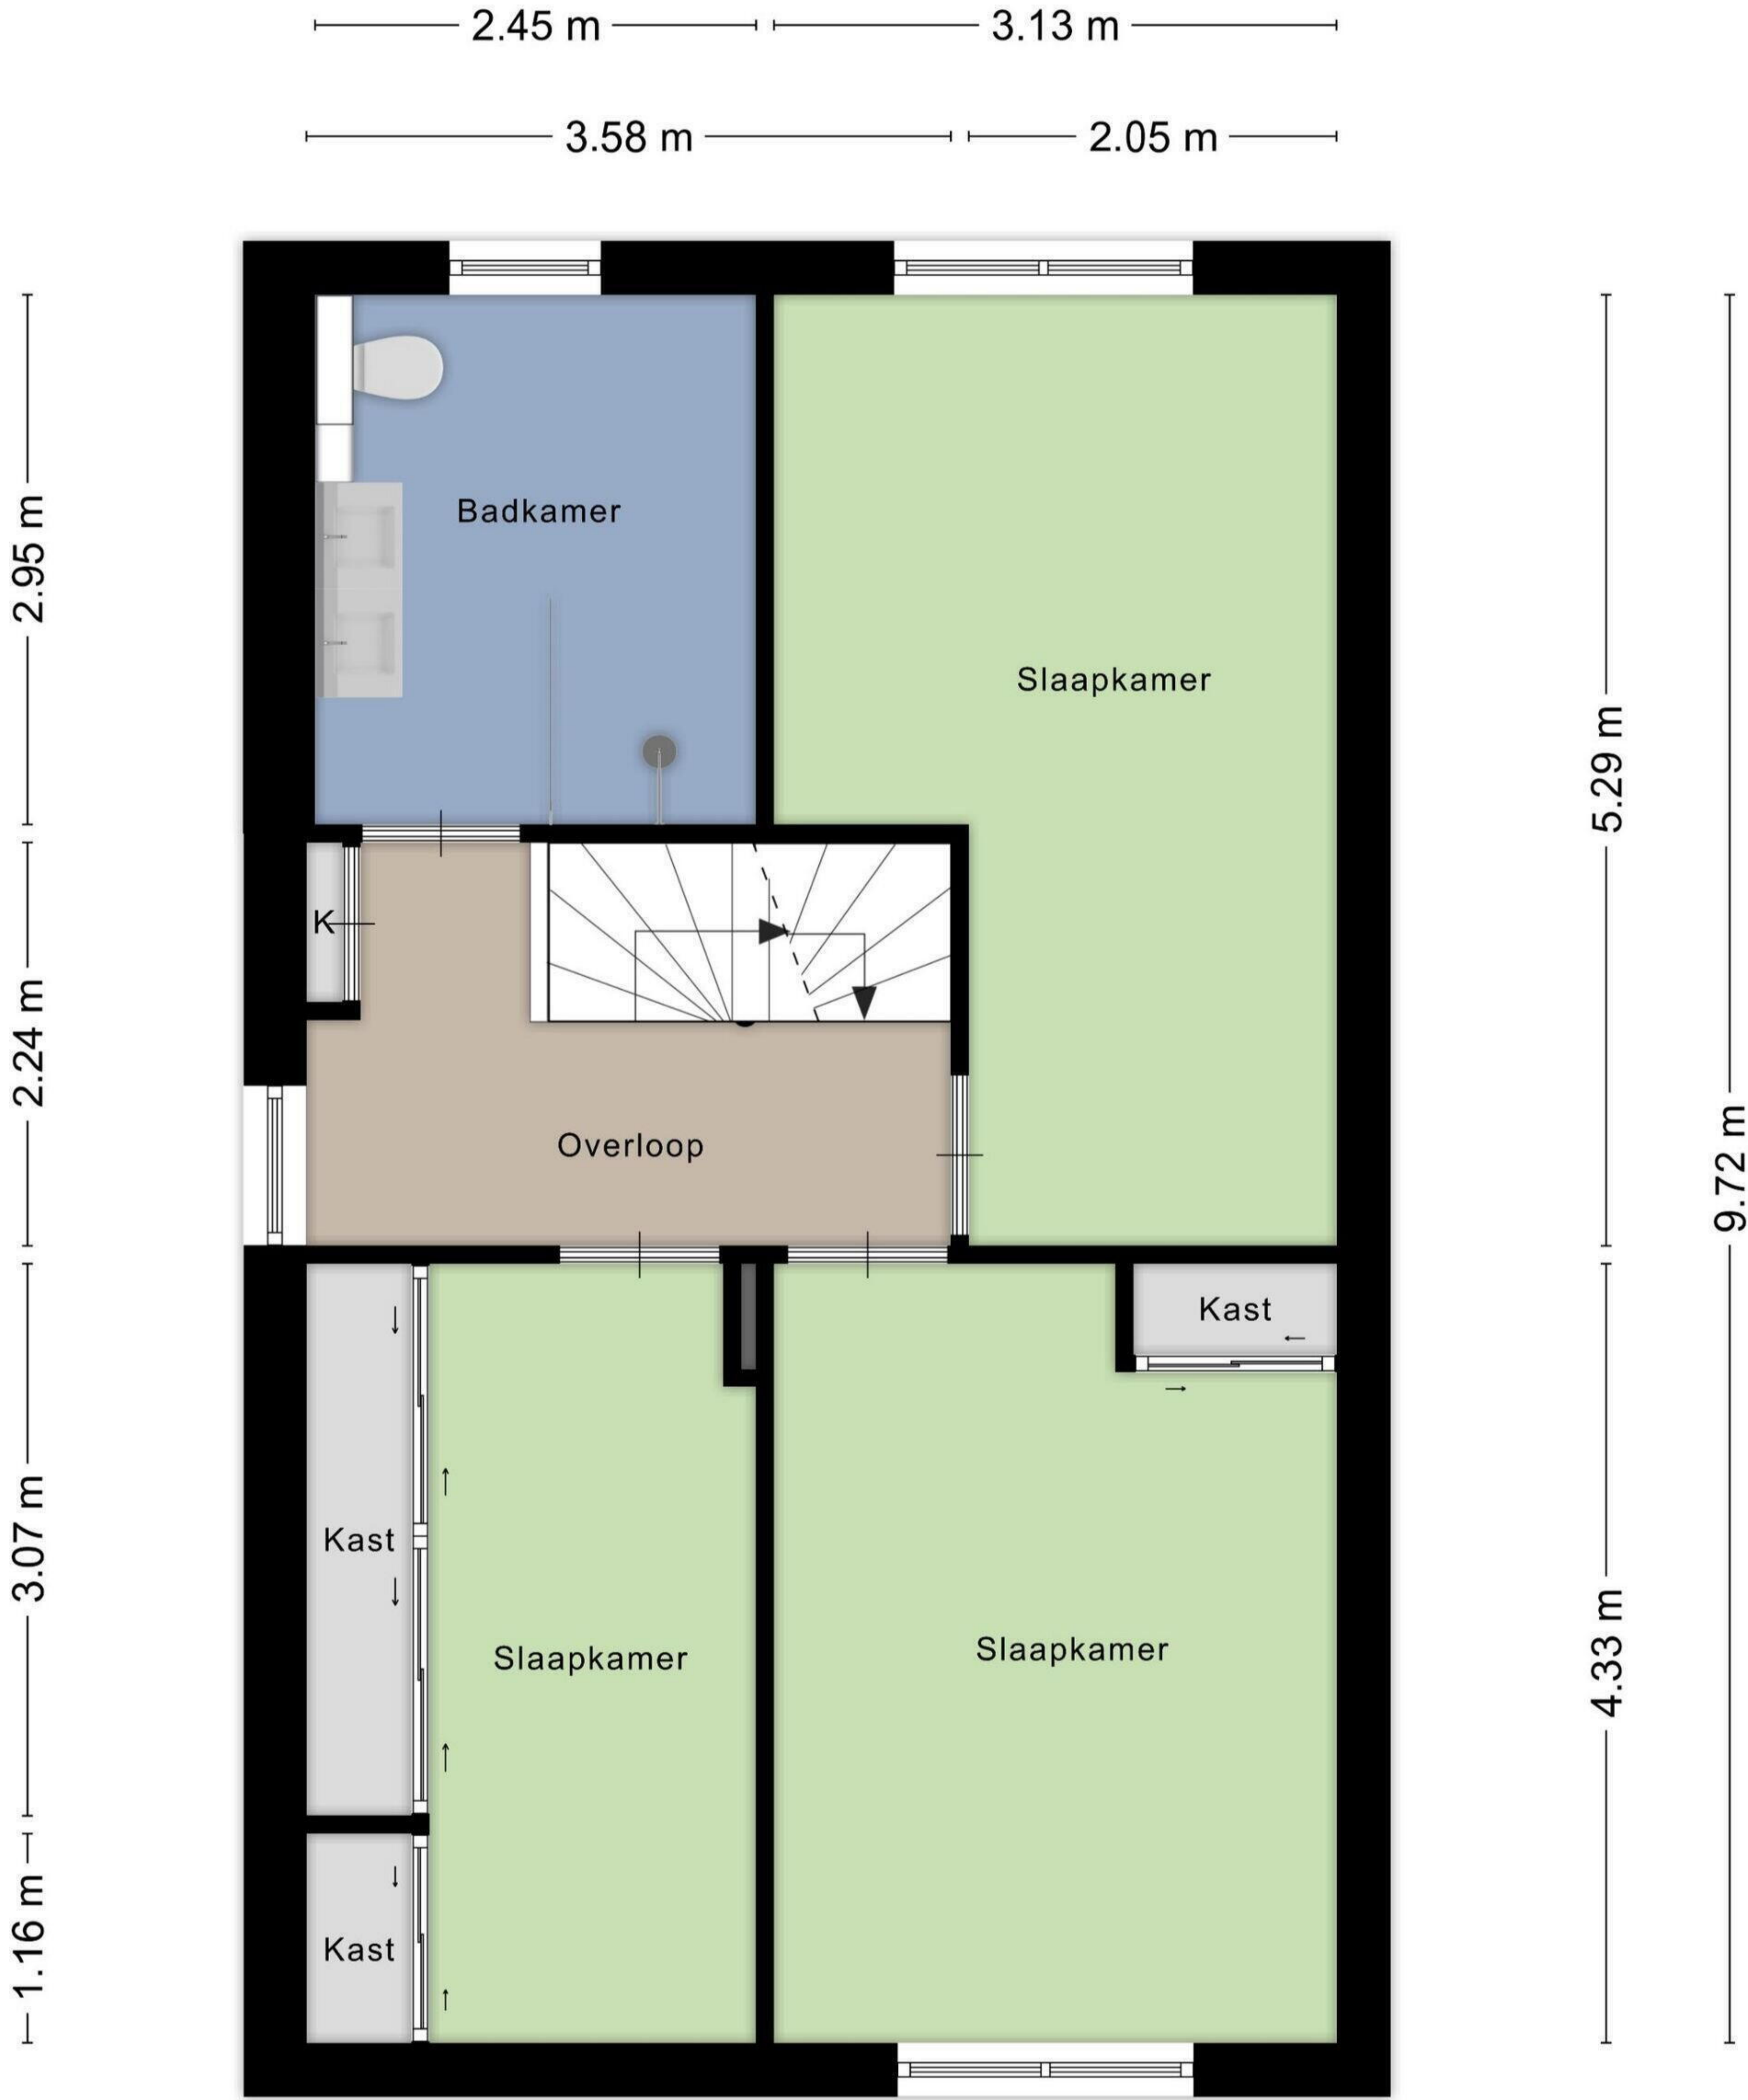 2.45 m
3.13 m
3.58 m
2.05 m
2.95 m
2.24 m
3.07 m
1.16 m
Badkamer
Slaapkamer
K
Overloop
Kast
Kast
Slaapkamer
Slaapkamer
Kast
5.29 m
4.33 m
9.72 m